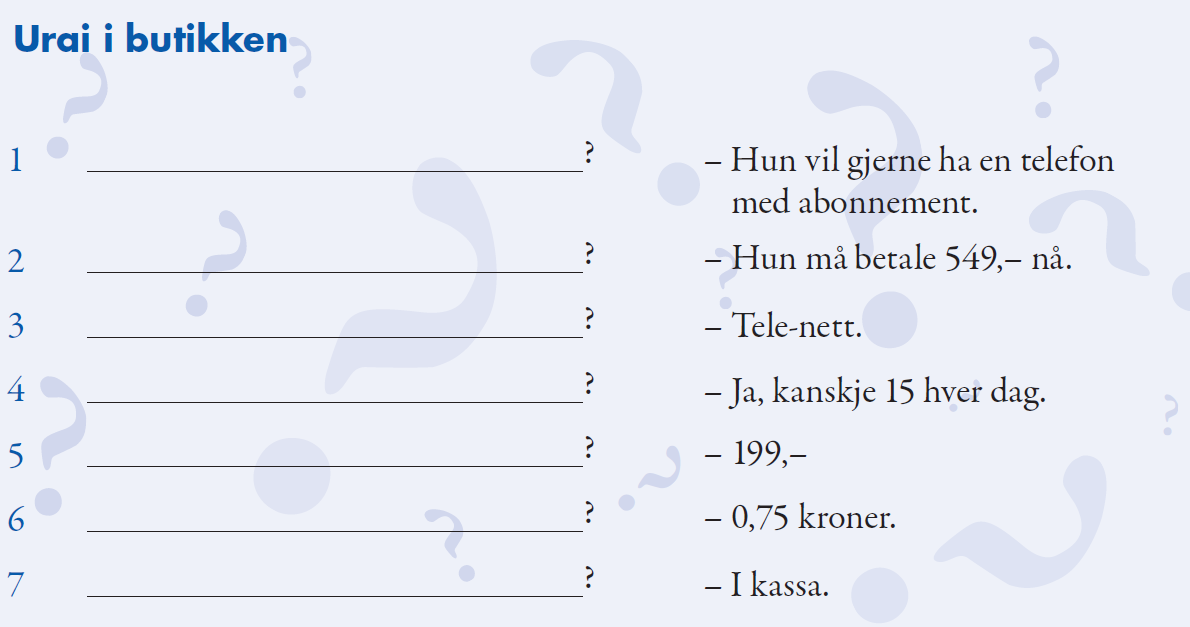 Urai i butikken
1 ? – Hun vil gjerne ha en telefon
med abonnement.
2 ? – Hun må betale 549,– nå.
3 ? – Tele-nett.
4 ? – Ja, kanskje 15 hver dag.
5 ? – 199,–
6 ? – 0,75 kroner.
7 ? – I kassa.